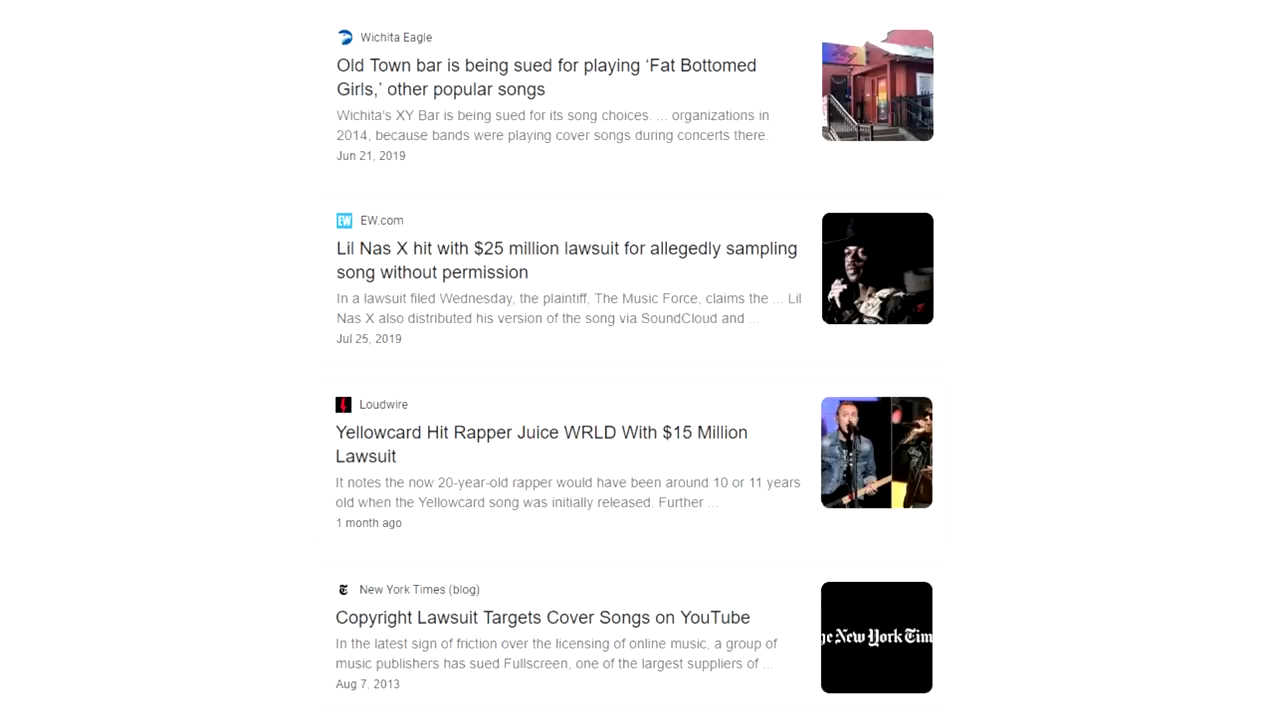 Wichita Eagle
Old Town bar is being sued for playing ‘Fat Bottomed
Girls,’ other popular songs
Wichita's XY Bar is being sued for its song choices. ... organizations in
2014, because bands were playing cover songs during concerts there.
Jun 21, 2019
EW
EW.com
Lil Nas X hit with $25 million lawsuit for allegedly sampling
song without permission
In a lawsuit filed Wednesday, the plaintiff, The Music Force, claims the ... Lil
Nas X also distributed his version of the song via SoundCloud and ...
Jul 25, 2019
Loudwire
Yellowcard Hit Rapper Juice WRLD With $15 Million
Lawsuit
It notes the now 20-year-old rapper would have been around 10 or 11 years
old when the Yellowcard song was initially released. Further ...
1 month ago
New York Times (blog)
Copyright Lawsuit Targets Cover Songs on YouTube
In the latest sign of friction over the licensing of online music, a group of
music publishers has sued Fullscreen, one of the largest suppliers of ...
Aug 7, 2013
he New York Tim